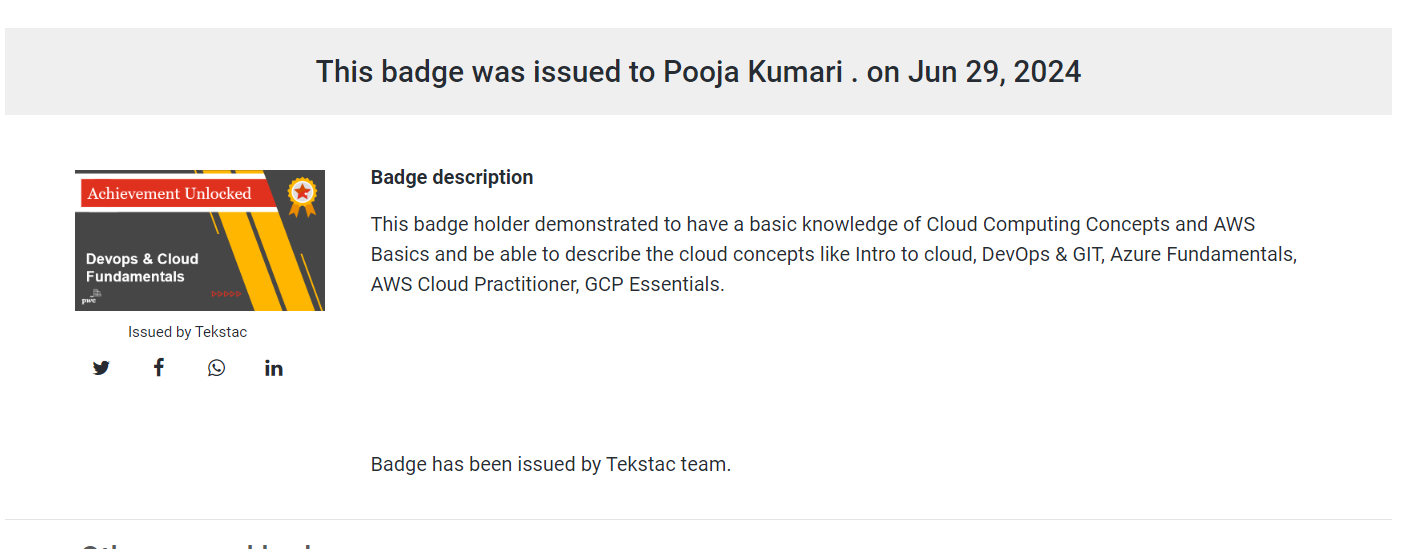 This badge was issued to Pooja Kumari . on Jun 29, 2024
Achievement Unlocked
Devops & Cloud
Fundamentals
pwc
Issued by Tekstac
Badge description
This badge holder demonstrated to have a basic knowledge of Cloud Computing Concepts and AWS
Basics and be able to describe the cloud concepts like Intro to cloud, DevOps & GIT, Azure Fundamentals,
AWS Cloud Practitioner, GCP Essentials.
Badge has been issued by Tekstac team.